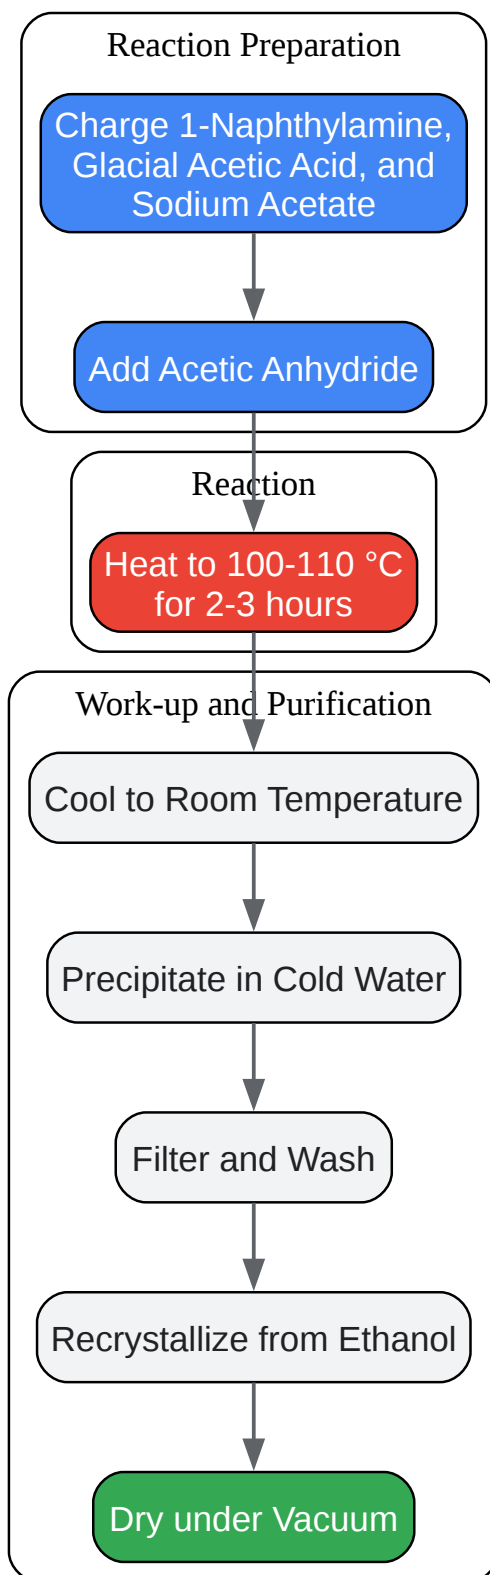 Reaction Preparation
Charge 1-Naphthylamine,
Glacial Acetic Acid, and
Sodium Acetate
Add Acetic Anhydride
Reaction
Heat to 100-110 °C
for 2-3 hours
Work-up and Purification
Cool to Room Temperature
Precipitate in Cold Water
Filter and Wash
Recrystallize from Ethanol
Dry under Vacuum